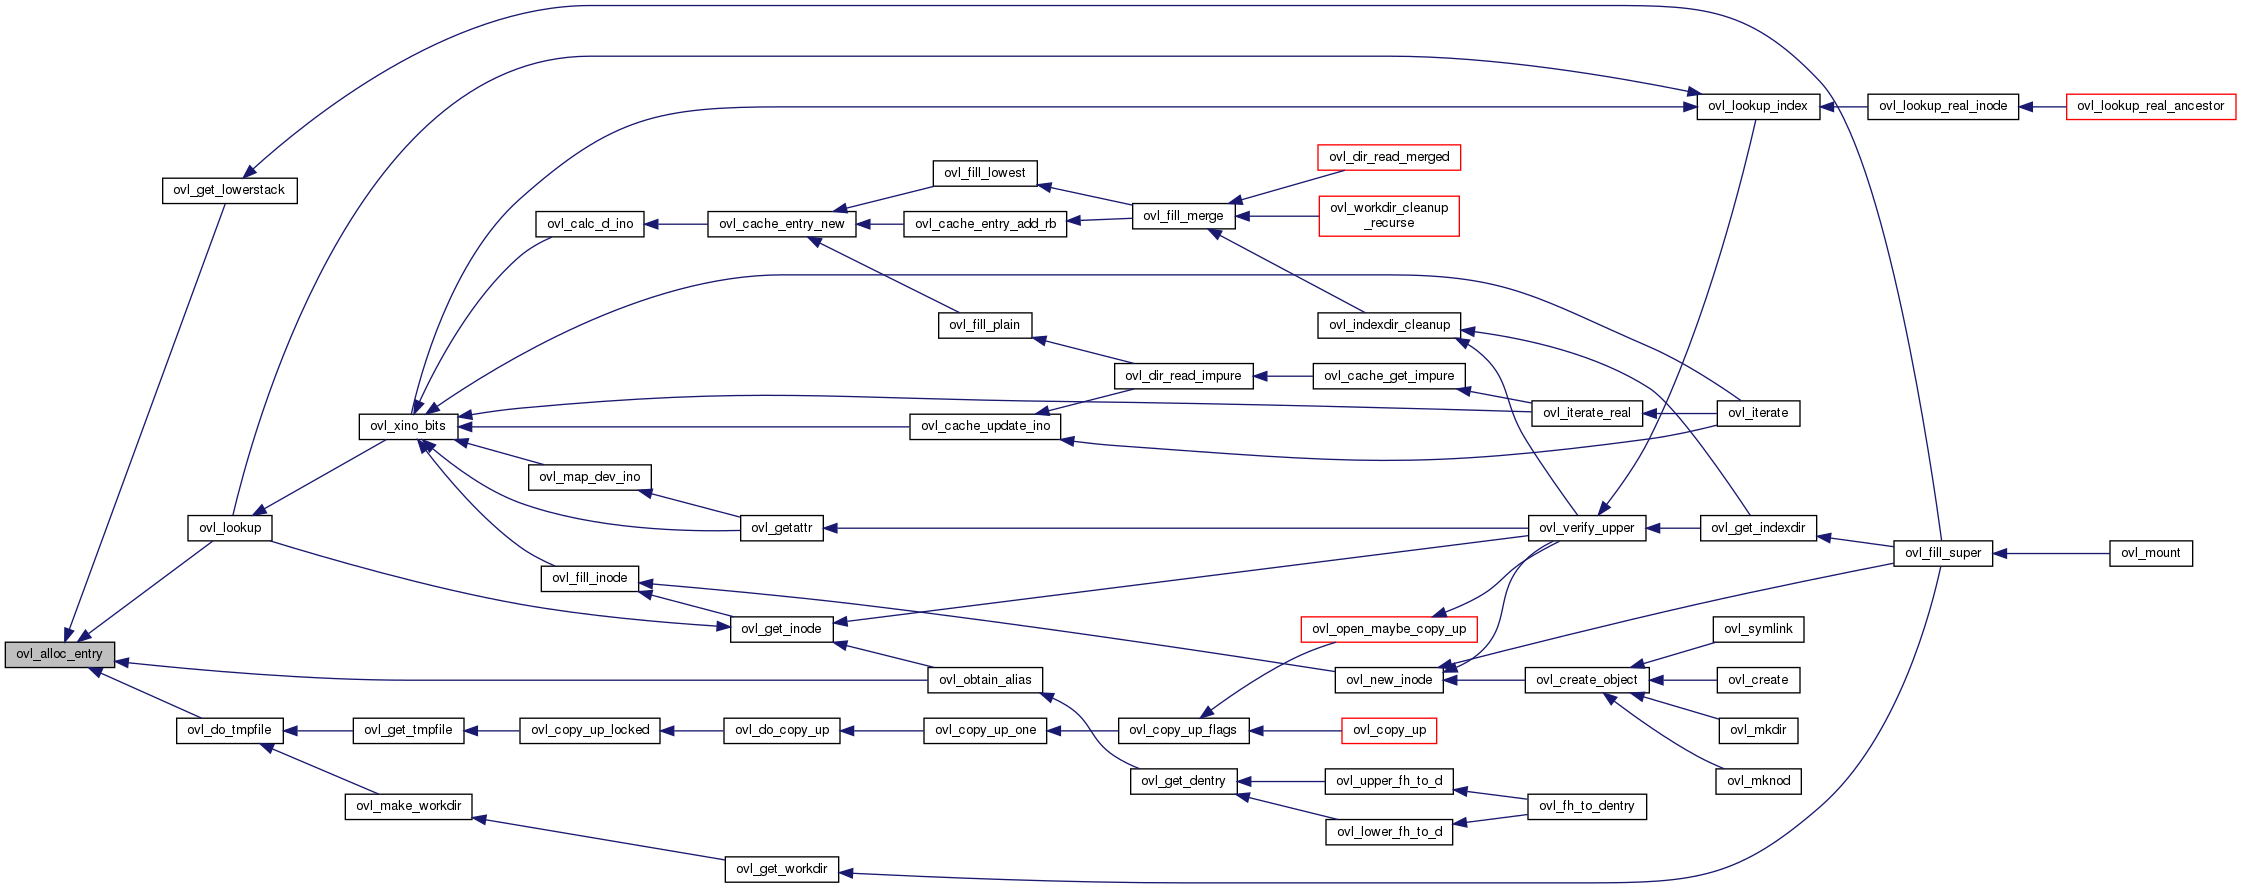 ovl_lookup_index
ovl_lookup_real_inode
ovl_lookup_real_ancestor
ovl_dir_read_merged
ovl_fill_lowest
ovl_get_lowerstack
ovl_workdir_cleanup
_recurse
ovl_fill_merge
ovl_calc_d_ino
ovl_cache_entry_new
ovl_cache_entry_add_rb
ovl_fill_plain
ovl_indexdir_cleanup
ovl_dir_read_impure
ovl_cache_get_impure
ovl_iterate_real
ovl_iterate
ovl_xino_bits
ovl_cache_update_ino
ovl_map_dev_ino
ovl_lookup
ovl_getattr
ovl_verify_upper
ovl_get_indexdir
ovl_fill_super
ovl_mount
ovl_fill_inode
ovl_get_inode
ovl_open_maybe_copy_up
ovl_symlink
ovl_alloc_entry
ovl_obtain_alias
ovl_new_inode
ovl_create_object
ovl_create
ovl_do_tmpfile
ovl_get_tmpfile
ovl_copy_up_locked
ovl_do_copy_up
ovl_copy_up_one
ovl_copy_up_flags
ovl_copy_up
ovl_mkdir
ovl_get_dentry
ovl_upper_fh_to_d
ovl_mknod
ovl_make_workdir
ovl_fh_to_dentry
ovl_lower_fh_to_d
ovl_get_workdir